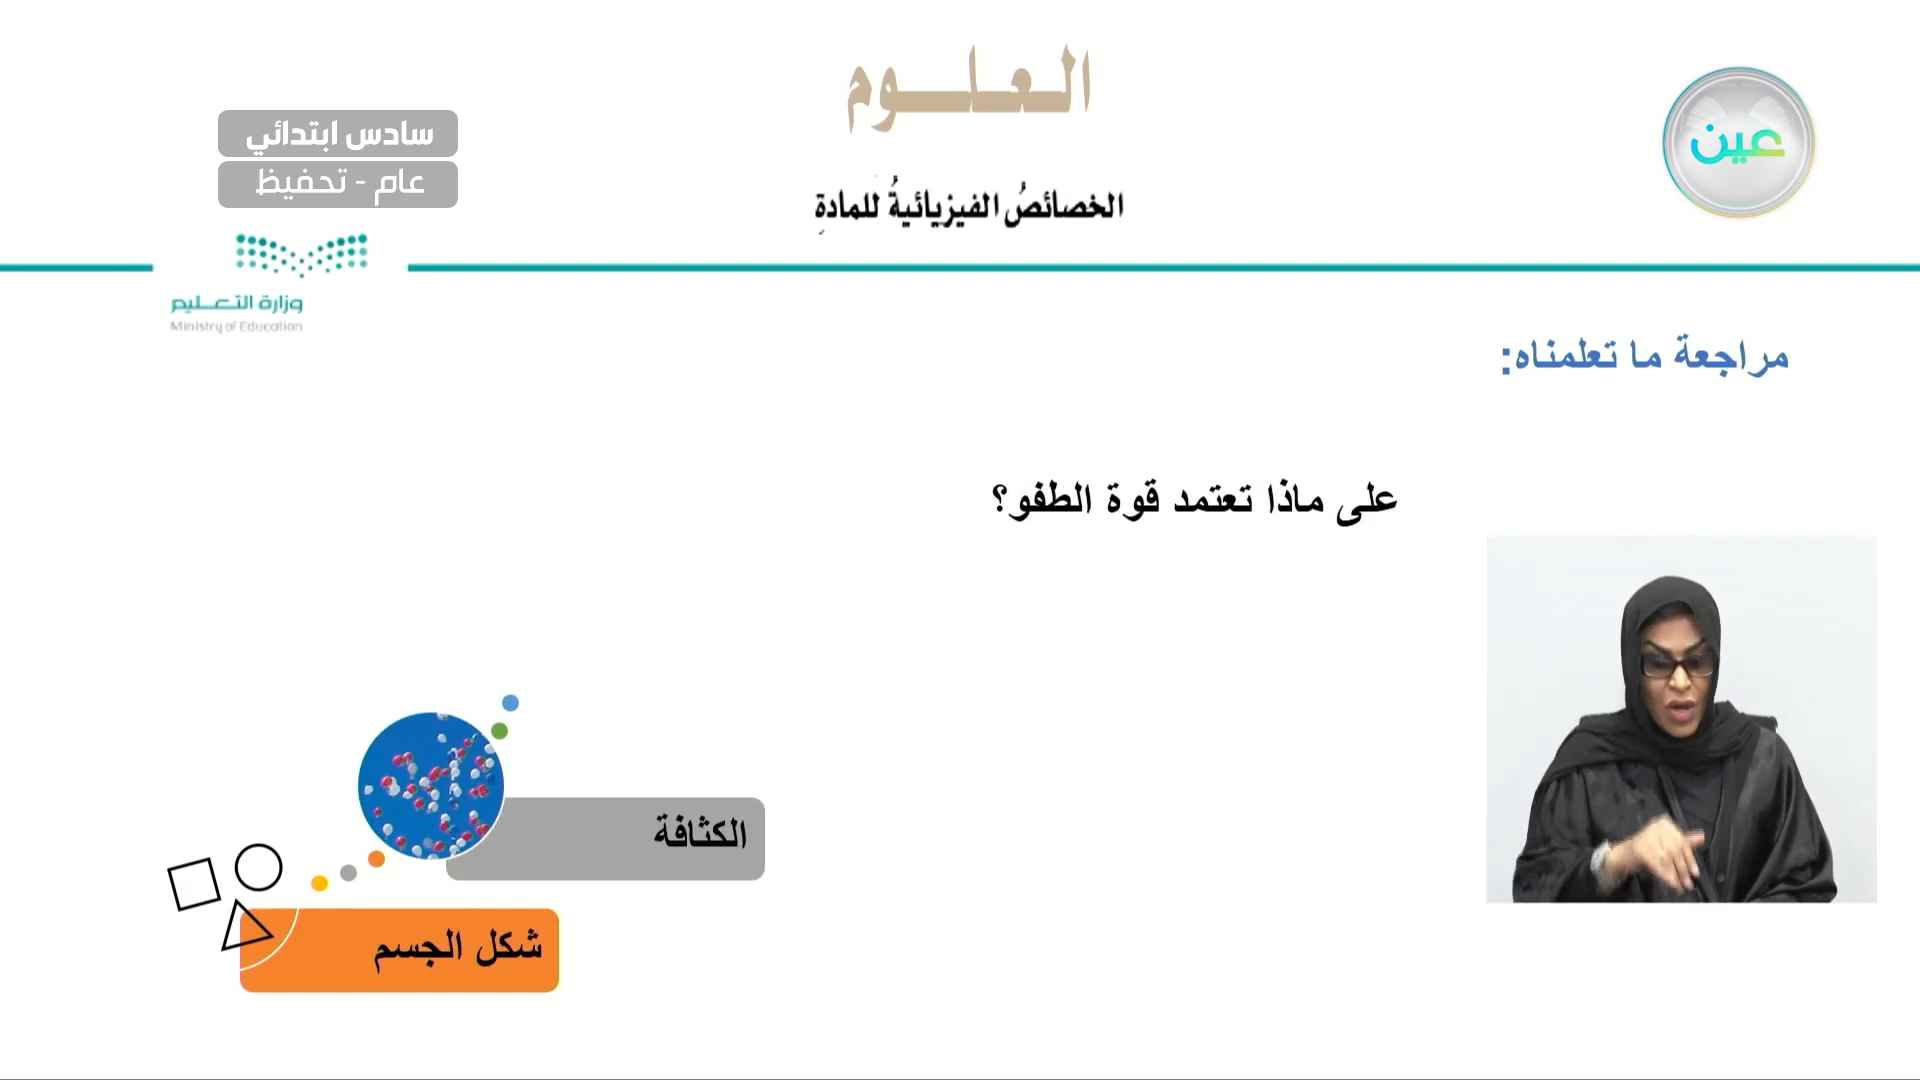 العلوم
عين
سادس ابتدائي
عام - تحفيظ
الخصائصُ الفيزيائيةُ للمادةِ
وزارة التعليم
Ministry of Education
مراجعة ما تعلمناه:
على ماذا تعتمد قوة الطفو؟
الكثافة
شكل الجسم